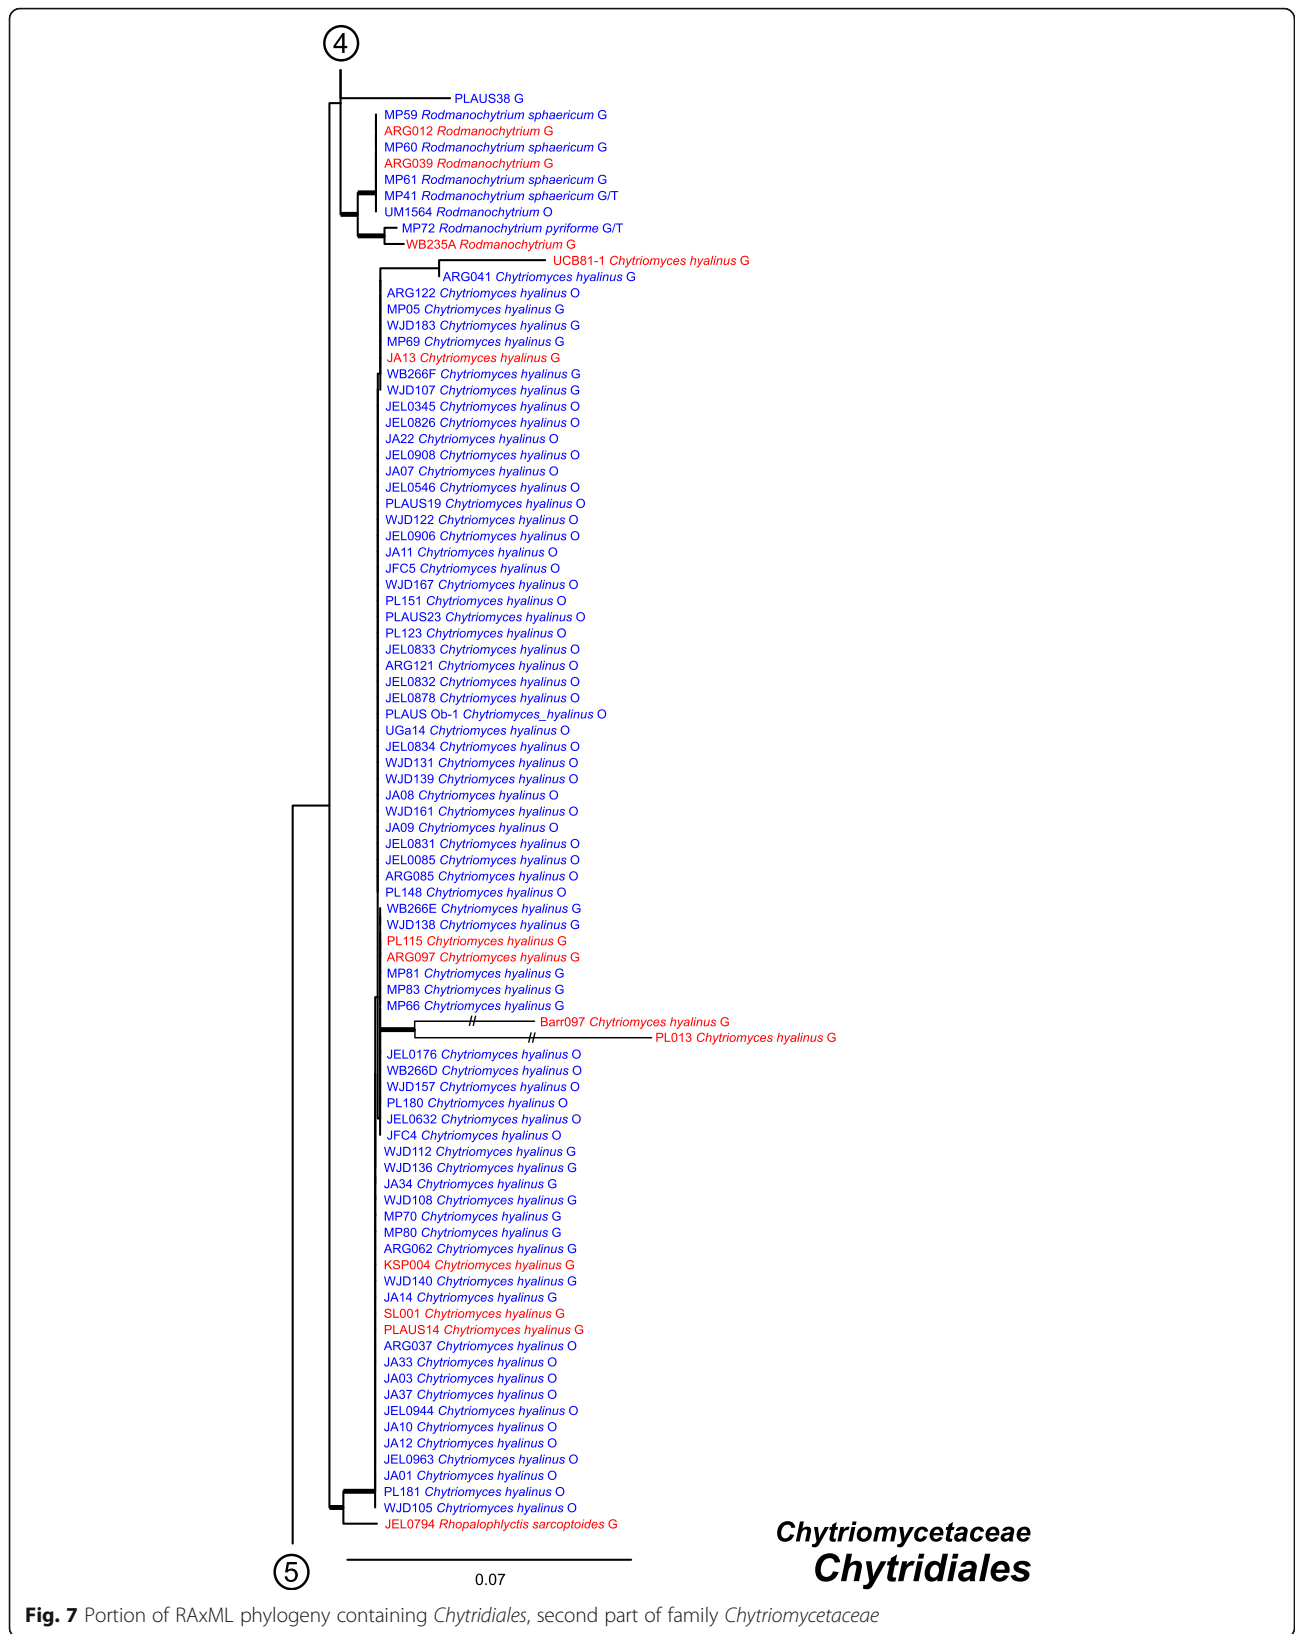 4
PLAUS38 G
MP59 Rodmanochytrium sphaericum G
ARG012 Rodmanochytrium G
MP60 Rodmanochytrium sphaericum G
ARG039 Rodmanochytrium G
MP61 Rodmanochytrium sphaericum G
MP41 Rodmanochytrium sphaericum G/T
UM1564 Rodmanochytrium O
MP72 Rodmanochytrium pyriforme G/T
WB235A Rodmanochytrium G
UCB81-1 Chytriomyces hyalinus G
ARG041 Chytriomyces hyalinus G
ARG122 Chytriomyces hyalinus O
MP05 Chytriomyces hyalinus G
WJD183 Chytriomyces hyalinus G
MP69 Chytriomyces hyalinus G
JA13 Chytriomyces hyalinus G
WB266F Chytriomyces hyalinus G
WJD107 Chytriomyces hyalinus G
JEL0345 Chytriomyces hyalinus O
JEL0826 Chytriomyces hyalinus O
JA22 Chytriomyces hyalinus O
JEL0908 Chytriomyces hyalinus O
JA07 Chytriomyces hyalinus O
JEL0546 Chytriomyces hyalinus O
PLAUS19 Chytriomyces hyalinus O
WJD122 Chytriomyces hyalinus O
JEL0906 Chytriomyces hyalinus O
JA11 Chytriomyces hyalinus O
JFC5 Chytriomyces hyalinus O
WJD167 Chytriomyces hyalinus O
PL151 Chytriomyces hyalinus O
PLAUS23 Chytriomyces hyalinus O
PL123 Chytriomyces hyalinus O
JEL0833 Chytriomyces hyalinus O
ARG121 Chytriomyces hyalinus O
JEL0832 Chytriomyces hyalinus O
JEL0878 Chytriomyces hyalinus O
PLAUS Ob-1 Chytriomyces_hyalinus O
UGa14 Chytriomyces hyalinus O
JEL0834 Chytriomyces hyalinus O
WJD131 Chytriomyces hyalinus O
WJD139 Chytriomyces hyalinus O
JA08 Chytriomyces hyalinus O
WJD161 Chytriomyces hyalinus O
JA09 Chytriomyces hyalinus O
JEL0831 Chytriomyces hyalinus O
JEL0085 Chytriomyces hyalinus O
ARG085 Chytriomyces hyalinus O
PL148 Chytriomyces hyalinus O
WB266E Chytriomyces hyalinus G
WJD138 Chytriomyces hyalinus G
PL115 Chytriomyces hyalinus G
ARG097 Chytriomyces hyalinus G
MP81 Chytriomyces hyalinus G
MP83 Chytriomyces hyalinus G
MP66 Chytriomyces hyalinus G
Barr097 Chytriomyces hyalinus G
PL013 Chytriomyces hyalinus G
JEL0176 Chytriomyces hyalinus O
WB266D Chytriomyces hyalinus O
WJD157 Chytriomyces hyalinus O
PL180 Chytriomyces hyalinus O
JEL0632 Chytriomyces hyalinus O
JFC4 Chytriomyces hyalinus O
WJD112 Chytriomyces hyalinus G
WJD136 Chytriomyces hyalinus G
JA34 Chytriomyces hyalinus G
WJD108 Chytriomyces hyalinus G
MP70 Chytriomyces hyalinus G
MP80 Chytriomyces hyalinus G
ARG062 Chytriomyces hyalinus G
KSP004 Chytriomyces hyalinus G
WJD140 Chytriomyces hyalinus G
JA14 Chytriomyces hyalinus G
SL001 Chytriomyces hyalinus G
PLAUS14 Chytriomyces hyalinus G
ARG037 Chytriomyces hyalinus O
JA33 Chytriomyces hyalinus O
JA03 Chytriomyces hyalinus O
JA37 Chytriomyces hyalinus O
JEL0944 Chytriomyces hyalinus O
JA10 Chytriomyces hyalinus O
JA12 Chytriomyces hyalinus O
JEL0963 Chytriomyces hyalinus O
JA01 Chytriomyces hyalinus O
PL181 Chytriomyces hyalinus O
WJD105 Chytriomyces hyalinus O
JEL0794 Rhopalophlyctis sarcoptoides G
Chytriomycetaceae
Chytridiales
5
0.07
Fig. 7 Portion of RAxML phylogeny containing Chytridiales, second part of family Chytriomycetaceae